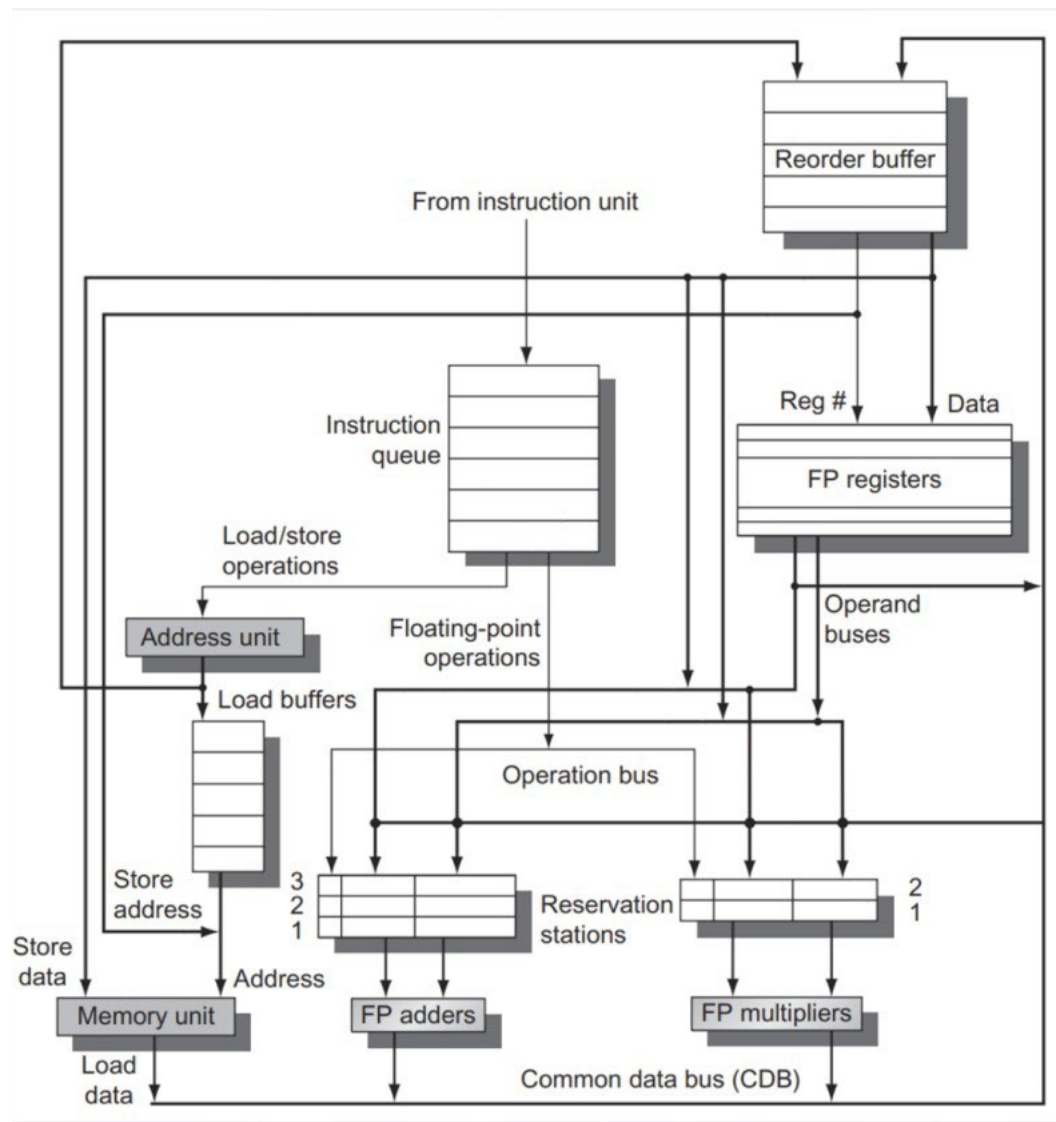 Reorder buffer
From instruction unit
Reg #
Data
Instruction
queue
FP registers
Load/store
operations
Operand
buses
Address unit
Floating-point
operations
Load buffers
Operation bus
Store
address
3
2
1
Reservation
stations
2
1
Store
data
Address
Memory unit
FP adders
FP multipliers
Load
data
Common data bus (CDB)